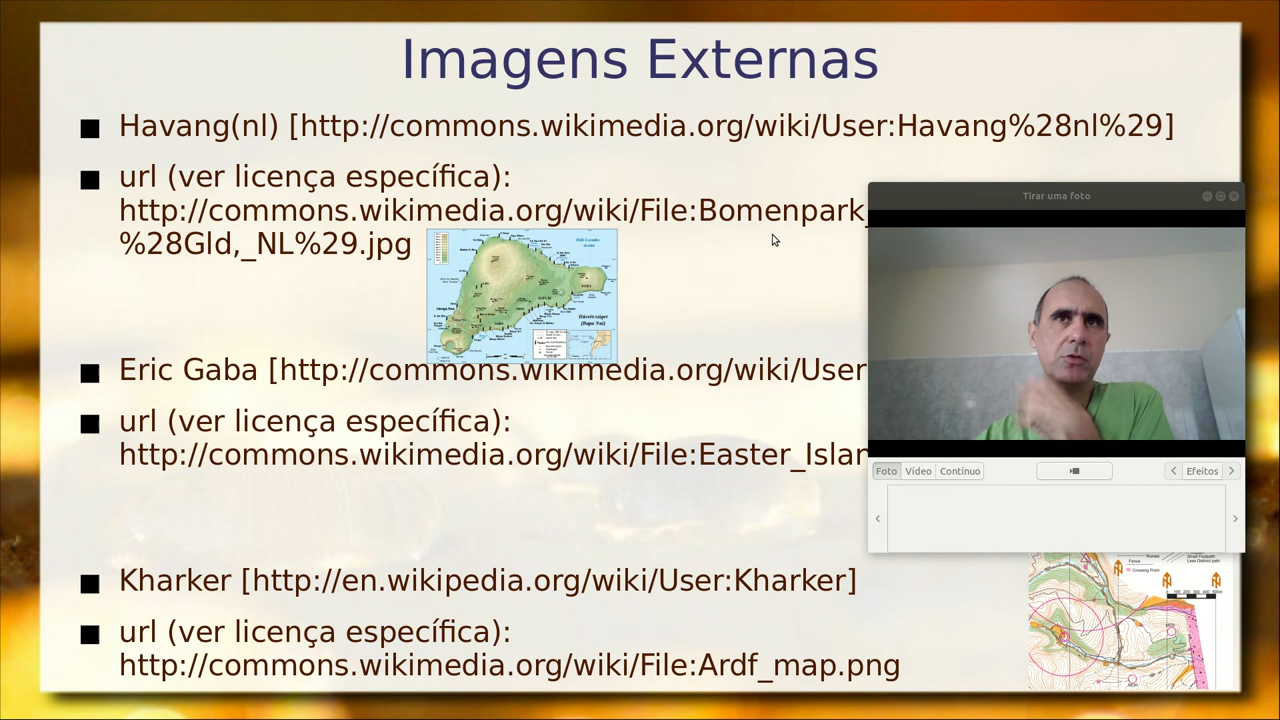 Imagens Externas
■ Havang(nl) [http://commons.wikimedia.org/wiki/User:Havang%28nl%29]
■ url (ver licença específica):
http://commons.wikimedia.org/wiki/File:Bomenpark_
%28Gld,_NL%29.jpg
Tirar uma foto
■ Eric Gaba [http://commons.wikimedia.org/wiki/User
■ url (ver licença específica):
http://commons.wikimedia.org/wiki/File:Easter_Islan
Foto Vídeo Contínuo Efeitos
■ Kharker [http://en.wikipedia.org/wiki/User:Kharker]
■ url (ver licença específica):
http://commons.wikimedia.org/wiki/File:Ardf_map.png
Crossing Point